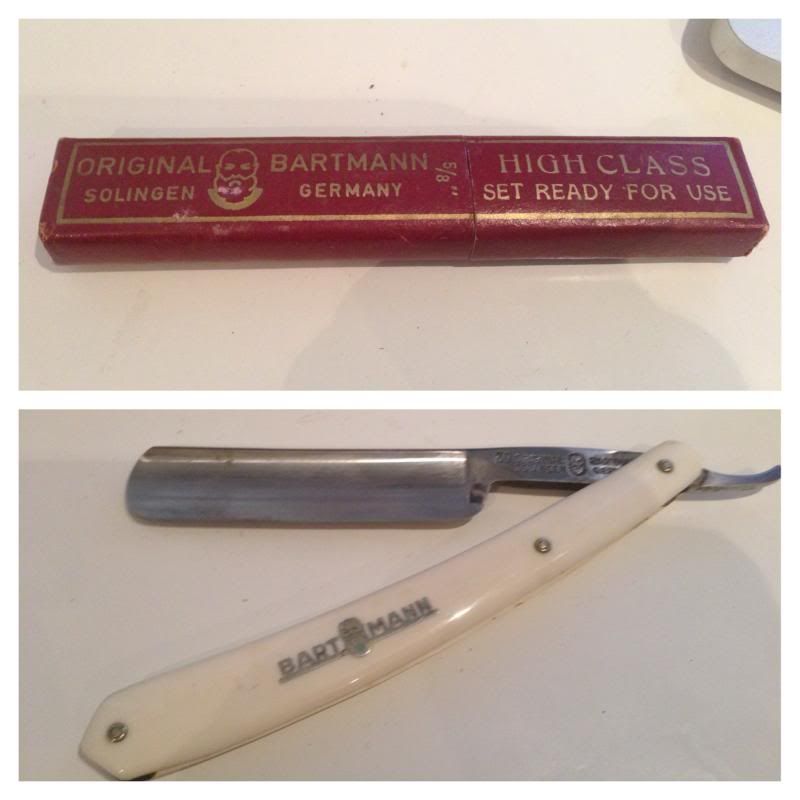 ORIGINAL BARTMANN 5/8" HIGH CLASS
SOLINGEN GERMANY SET READY FOR USE
BARTMANN